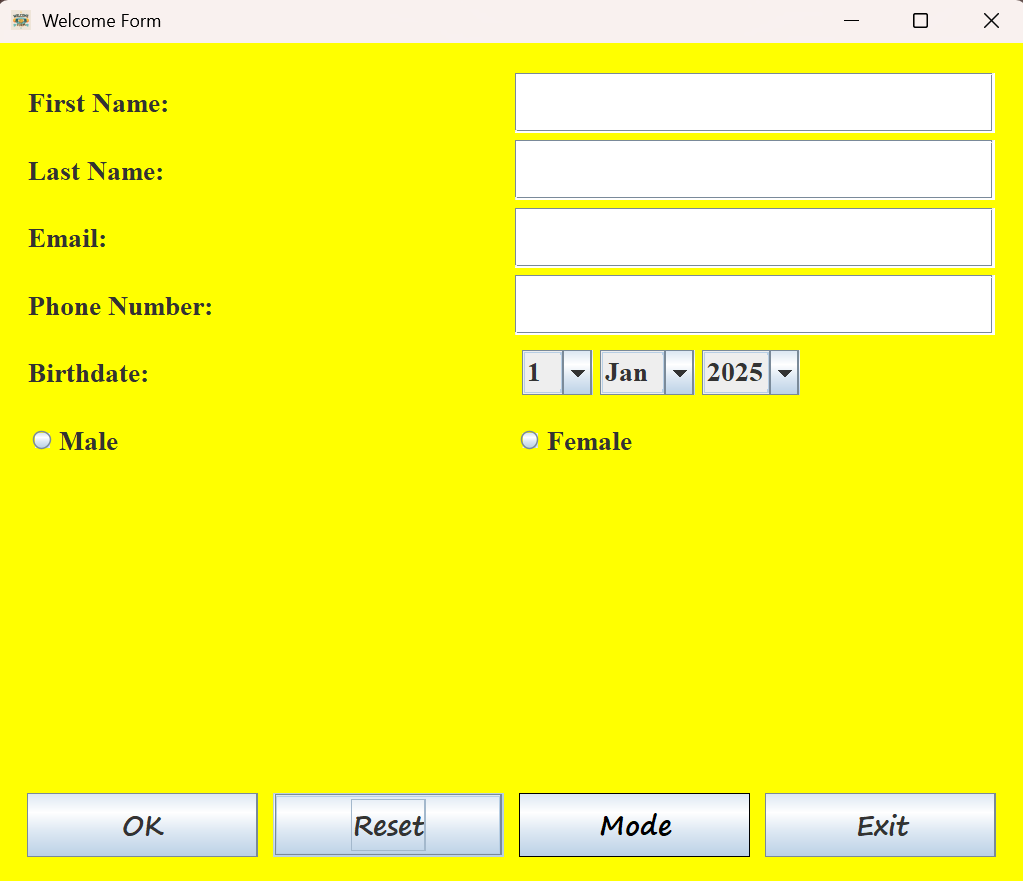 Welcome Form
First Name:
Last Name:
Email:
Phone Number:
Birthdate: 1 Jan 2025
Male Female
OK Reset Mode Exit